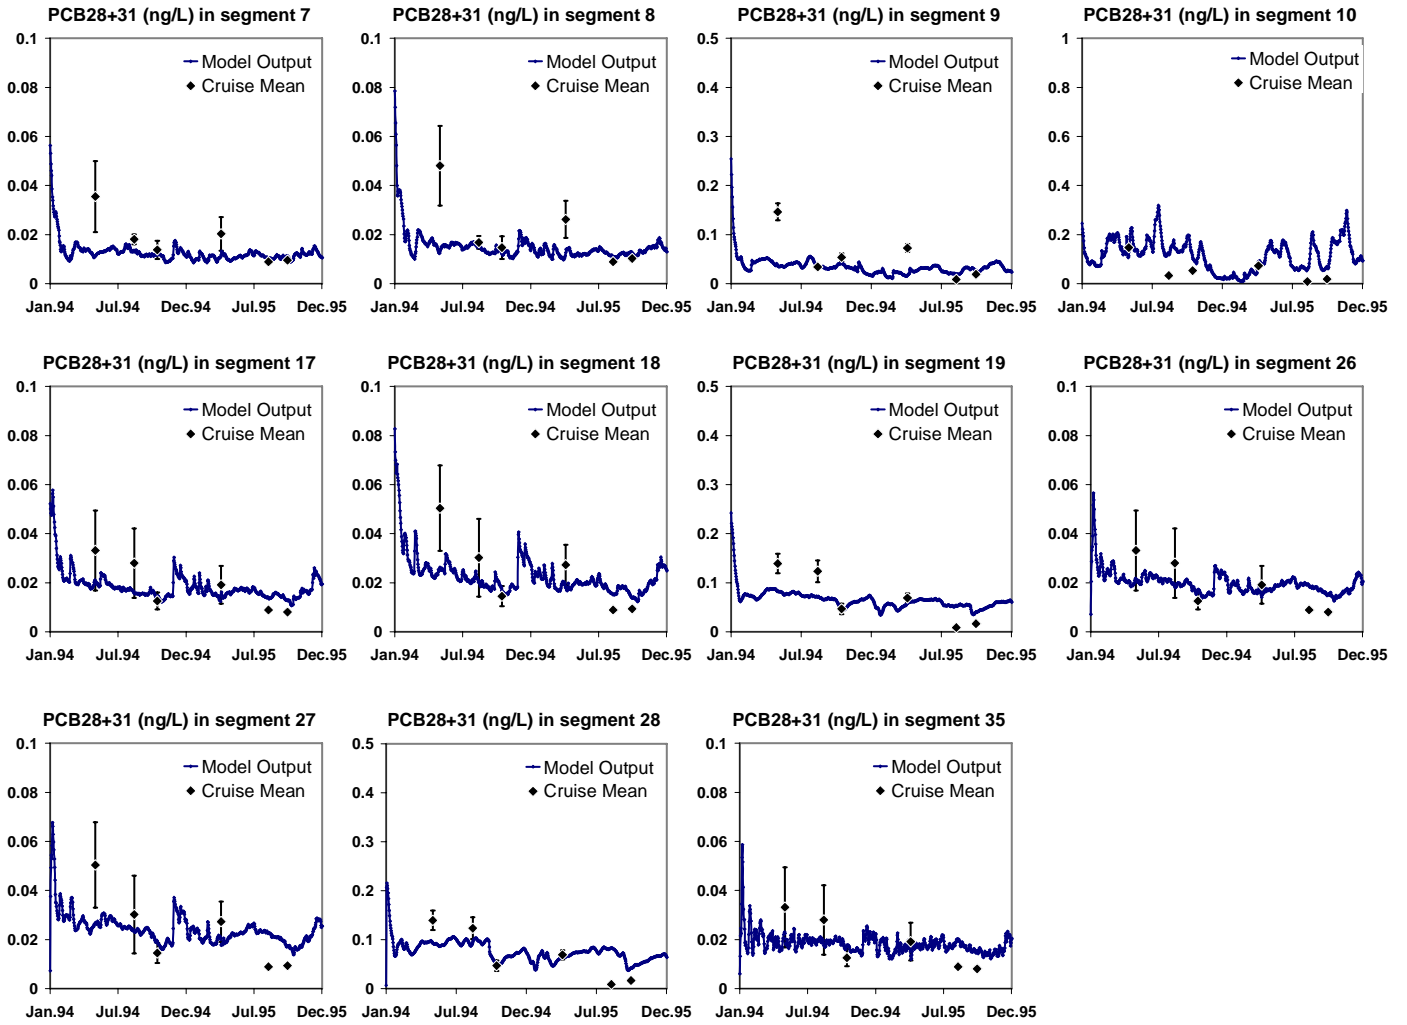 PCB28+31 (ng/L) in segment 7
0.1
0.08
0.06
0.04
0.02
0
Model Output
Cruise Mean
Jan.94 Jul.94 Dec.94 Jul.95 Dec.95
PCB28+31 (ng/L) in segment 8
0.1
0.08
0.06
0.04
0.02
0
Model Output
Cruise Mean
Jan.94 Jul.94 Dec.94 Jul.95 Dec.95
PCB28+31 (ng/L) in segment 9
0.5
0.4
0.3
0.2
0.1
0
Model Output
Cruise Mean
Jan.94 Jul.94 Dec.94 Jul.95 Dec.95
PCB28+31 (ng/L) in segment 10
1
0.8
0.6
0.4
0.2
0
Model Output
Cruise Mean
Jan.94 Jul.94 Dec.94 Jul.95 Dec.95
PCB28+31 (ng/L) in segment 17
0.1
0.08
0.06
0.04
0.02
0
Model Output
Cruise Mean
Jan.94 Jul.94 Dec.94 Jul.95 Dec.95
PCB28+31 (ng/L) in segment 18
0.1
0.08
0.06
0.04
0.02
0
Model Output
Cruise Mean
Jan.94 Jul.94 Dec.94 Jul.95 Dec.95
PCB28+31 (ng/L) in segment 19
0.5
0.4
0.3
0.2
0.1
0
Model Output
Cruise Mean
Jan.94 Jul.94 Dec.94 Jul.95 Dec.95
PCB28+31 (ng/L) in segment 26
0.1
0.08
0.06
0.04
0.02
0
Model Output
Cruise Mean
Jan.94 Jul.94 Dec.94 Jul.95 Dec.95
PCB28+31 (ng/L) in segment 27
0.1
0.08
0.06
0.04
0.02
0
Model Output
Cruise Mean
Jan.94 Jul.94 Dec.94 Jul.95 Dec.95
PCB28+31 (ng/L) in segment 28
0.5
0.4
0.3
0.2
0.1
0
Model Output
Cruise Mean
Jan.94 Jul.94 Dec.94 Jul.95 Dec.95
PCB28+31 (ng/L) in segment 35
0.1
0.08
0.06
0.04
0.02
0
Model Output
Cruise Mean
Jan.94 Jul.94 Dec.94 Jul.95 Dec.95